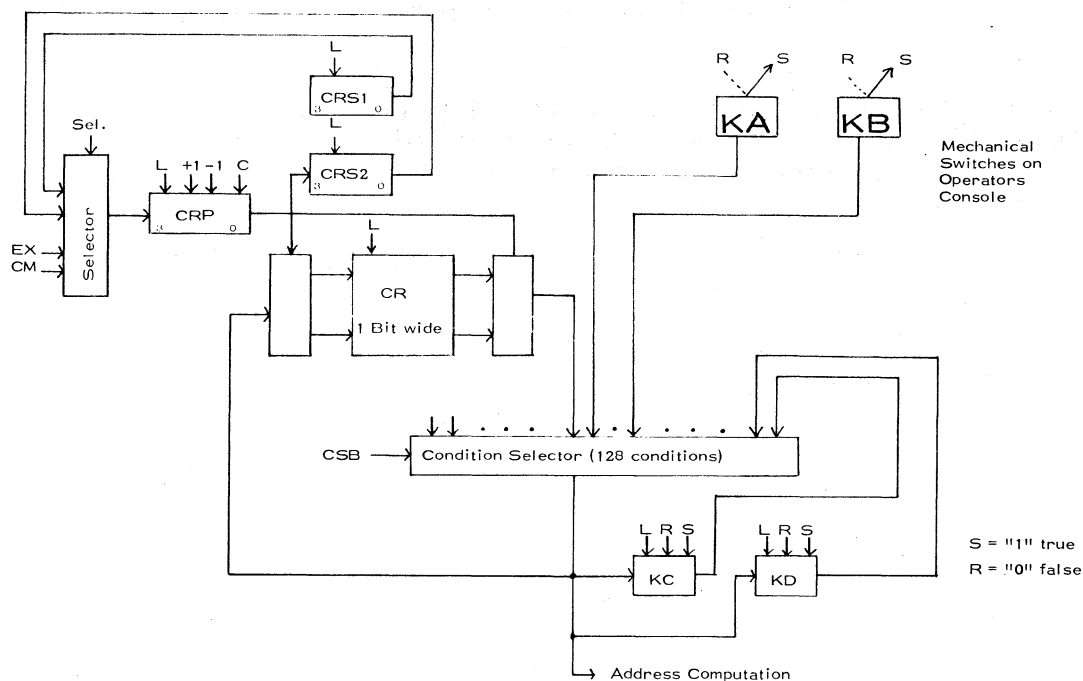 L
CRS1
3 0
L
CRS2
3 0
Sel.
Selector
EX
CM
L +1 -1 C
CRP
3 0
L
CR
1 Bit wide
R S
KA
R S
KB
Mechanical
Switches on
Operators
Console
CSB
Condition Selector (128 conditions)
L R S
KC
L R S
KD
S = "1" true
R = "0" false
Address Computation